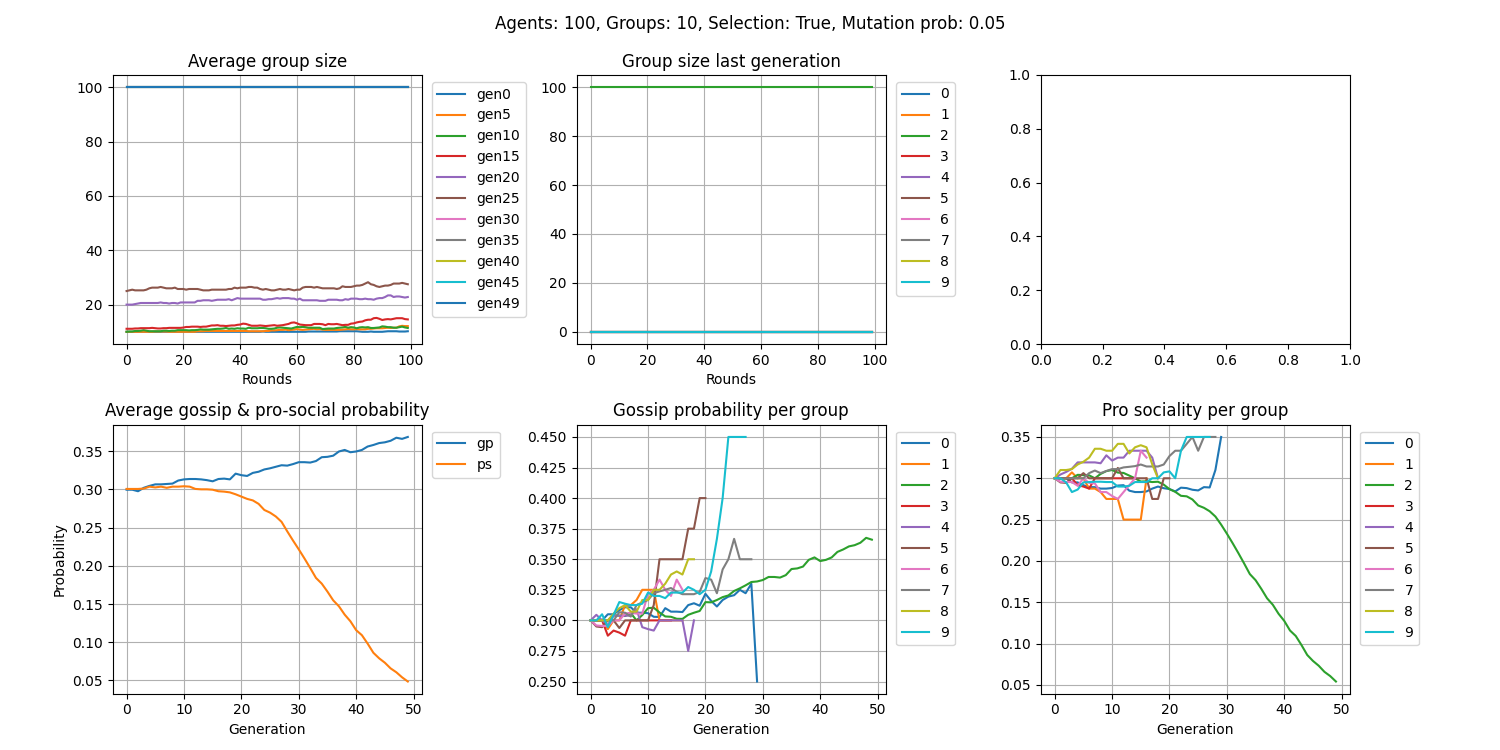 Agents: 100, Groups: 10, Selection: True, Mutation prob: 0.05
Average group size
100
80
60
40
20
0 20 40 60 80 100
Rounds
gen0
gen5
gen10
gen15
gen20
gen25
gen30
gen35
gen40
gen45
gen49
Group size last generation
100
80
60
40
20
0
0 20 40 60 80 100
Rounds
0
1
2
3
4
5
6
7
8
9
1.0
0.8
0.6
0.4
0.2
0.0
0.0 0.2 0.4 0.6 0.8 1.0
Average gossip & pro-social probability
Probability
0.35
0.30
0.25
0.20
0.15
0.10
0.05
0 10 20 30 40 50
Generation
gp
ps
Gossip probability per group
0.450
0.425
0.400
0.375
0.350
0.325
0.300
0.275
0.250
0 10 20 30 40 50
Generation
0
1
2
3
4
5
6
7
8
9
Pro sociality per group
0.35
0.30
0.25
0.20
0.15
0.10
0.05
0 10 20 30 40 50
Generation
0
1
2
3
4
5
6
7
8
9